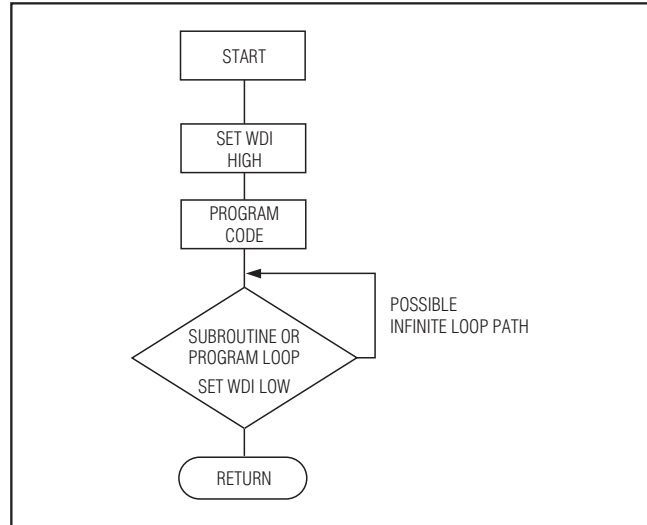 START
SET WDI
HIGH
PROGRAM
CODE
POSSIBLE
INFINITE LOOP PATH
SUBROUTINE OR
PROGRAM LOOP
SET WDI LOW
RETURN